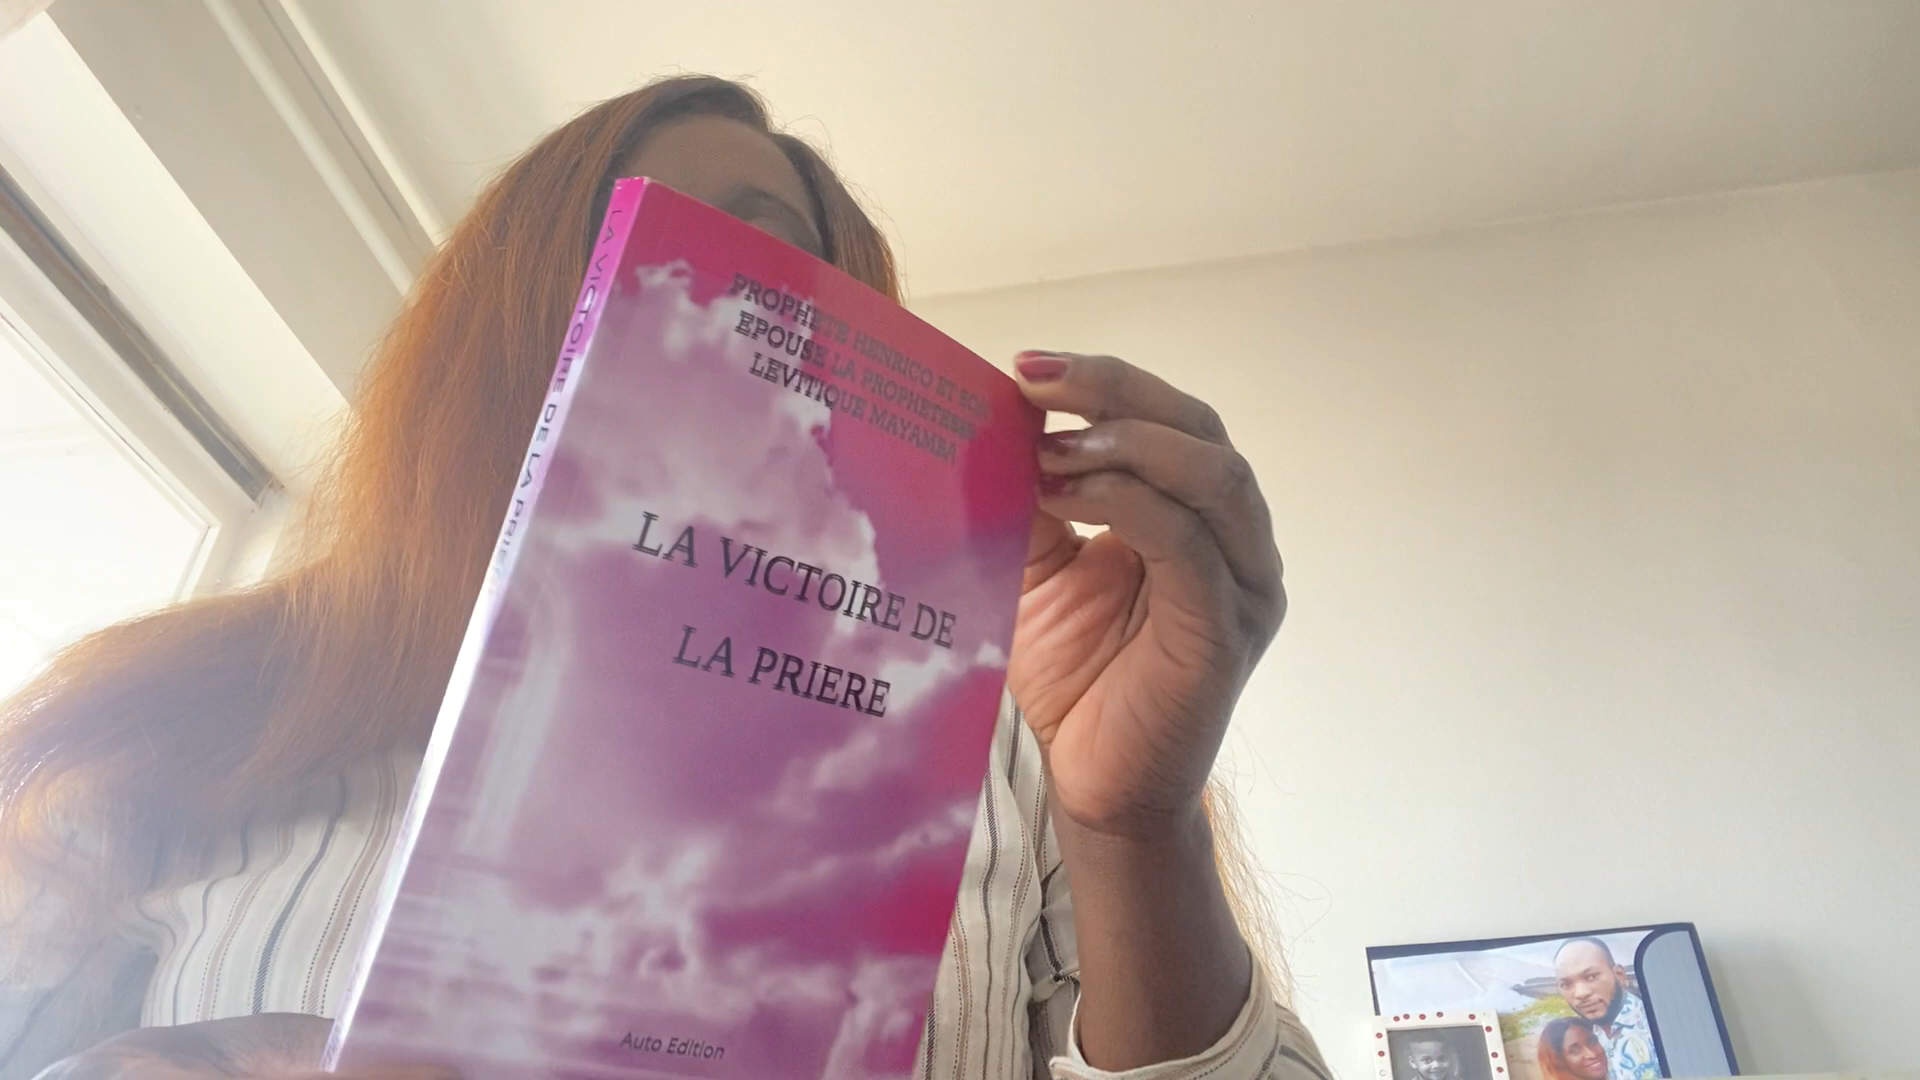 PROPHETE HENRICO ET SON
EPOUSE LA PROPHETESSE
LEVITIQUE MAYAMBA
LA VICTOIRE DE
LA PRIERE
Auto Edition
LA VICTOIRE DE LA PRIERE